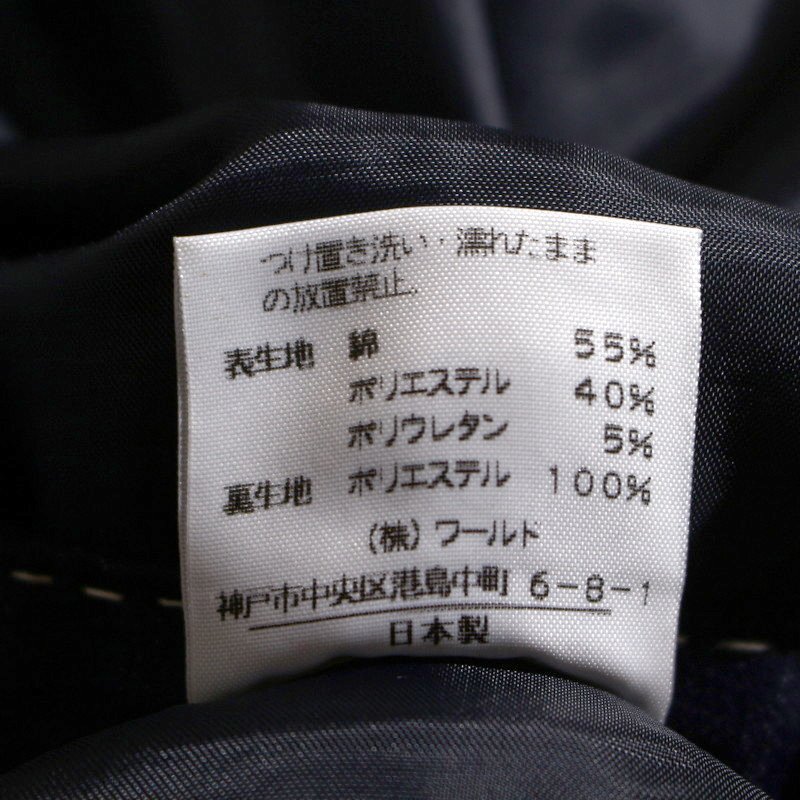 つけ置き洗い・濡れたまま
の放置禁止.
表生地 綿 55%
ポリエステル 40%
ポリウレタン 5%
裏生地 ポリエステル 100%
(株)ワールド
神戸市中央区港島中町 6-8-1
日本製